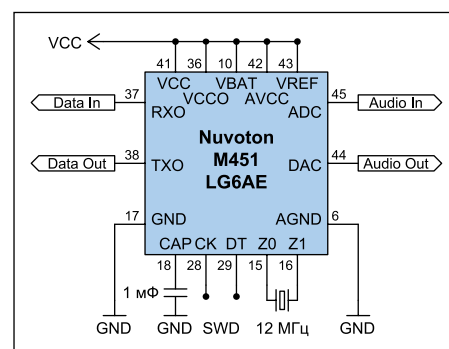 VCC
41 36 10 42 43
VCC VBAT VREF
VCCO AVCC
37 45
Data In RXO ADC Audio In
Nuvoton
M451
LG6AE
38 44
Data Out TXO DAC Audio Out
17 6
GND AGND
CAP CK DT Z0 Z1
18 28 29 15 16
1 мФ
GND GND SWD 12 МГц GND